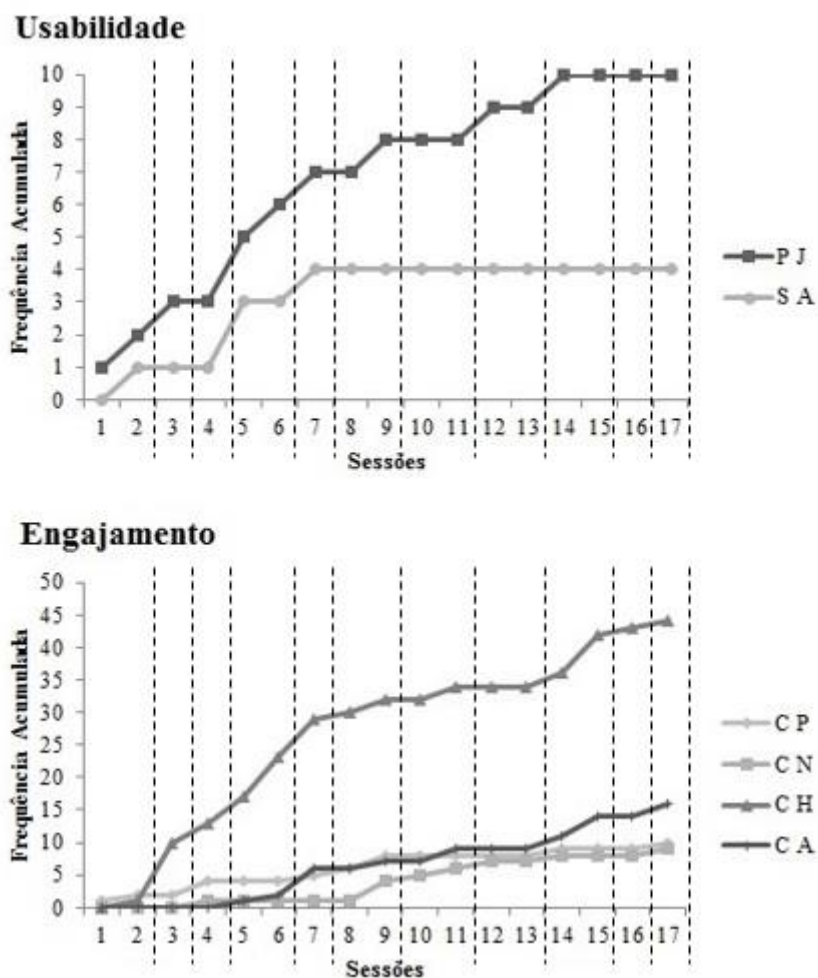 Usabilidade
Frequência Acumulada
10
9
8
7
6
5
4
3
2
1
0
1 2 3 4 5 6 7 8 9 10 11 12 13 14 15 16 17
Sessões
P J
S A
Engajamento
Frequência Acumulada
50
45
40
35
30
25
20
15
10
5
0
1 2 3 4 5 6 7 8 9 10 11 12 13 14 15 16 17
Sessões
C P
C N
C H
C A